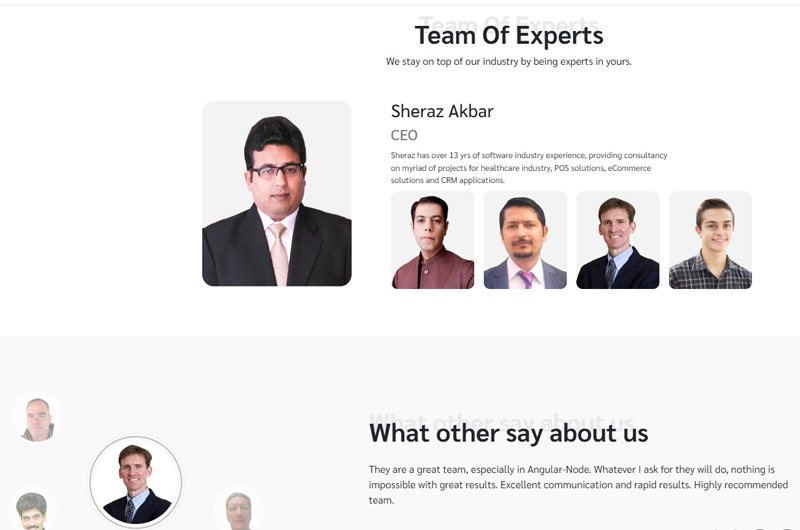 Team Of Experts
Team Of Experts
We stay on top of our industry by being experts in yours.
Sheraz Akbar
CEO
Sheraz has over 13 yrs of software industry experience, providing consultancy
on myriad of projects for healthcare industry, POS solutions, eCommerce
solutions and CRM applications.
What other say about us
What other say about us
They are a great team, especially in Angular-Node. Whatever I ask for they will do, nothing is
impossible with great results. Excellent communication and rapid results. Highly recommended
team.